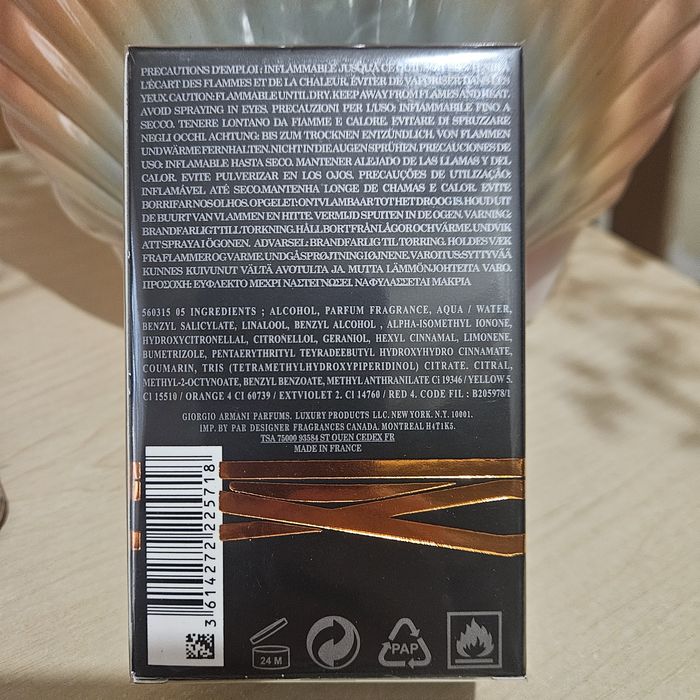 PRECAUTIONS D'EMPLOI : INFLAMMABLE JUSQU'A CE
L'ÉCART DES FLAMMES ET DE LA CHALEUR, ÉVITER DE VAPORISER DANS LES
YEUX. CAUTION: FLAMMABLE UNTIL DRY. KEEP AWAY FROM FLAMES AND HEAT.
AVOID SPRAYING IN EYES. PRECAUZIONI PER L'USO: INFIAMMABILE FINO A
SECCO. TENERE LONTANO DA FIAMME E CALORE. EVITARE DI SPRUZZARE
NEGLI OCCHI. ACHTUNG: BIS ZUM TROCKNEN ENTZÜNDLICH. VON FLAMMEN
UND WÄRME FERNHALTEN. NICHT IN DIE AUGEN SPRÜHEN. PRECAUCIONES DE
USO: INFLAMABLE HASTA SECO. MANTENER ALEJADO DE LAS LLAMAS Y DEL
CALOR. EVITE PULVERIZAR EN LOS OJOS. PRECAUÇÕES DE UTILIZAÇÃO:
INFLAMÁVEL ATÉ SECO.MANTENHA LONGE DE CHAMAS E CALOR. EVITE
BORRIFAR NOS OLHOS. OPGELET: ONTVLAMBAAR TOT HET DROOG IS. HOUD UIT
DE BUURT VAN VLAMMEN EN HITTE. VERMIJD SPUITEN IN DE OGEN. VARNING:
BRANDFARLIGT TILL TORKNING. HÅLL BORT FRÅN LÅGOR OCH VÄRME. UNDVIK
ATT SPRAYA I ÖGONEN. ADVARSEL: BRANDFARLIG TIL TØRRING. HOLDES VÆK
FRA FLAMMER OG VARME. UNDGÅ SPRØJTNING I ØJNENE. VAROITUS: SYTTYVÄÄ
KUNNES KUIVUNUT VÄLTÄ AVOTULTA JA. MUTTA LÄMMÖNJOHTEITA VARO.
ΠΡΟΣΟΧΗ: ΕΥΦΛΕΚΤΟ ΜΕΧΡΙ ΝΑ ΣΤΕΓΝΩΣΕΙ. ΝΑ ΦΥΛΑΣΣΕΤΑΙ ΜΑΚΡΙΑ
560315 05 INGREDIENTS ; ALCOHOL, PARFUM FRAGRANCE, AQUA / WATER,
BENZYL SALICYLATE, LINALOOL, BENZYL ALCOHOL , ALPHA-ISOMETHYL IONONE,
HYDROXYCITRONELLAL, CITRONELLOL, GERANIOL, HEXYL CINNAMAL, LIMONENE,
BUMETRIZOLE, PENTAERYTHRITYL TEYRADEEBUTYL HYDROXYHYDRO CINNAMATE,
COUMARIN, TRIS (TETRAMETHYLHYDROXYPIPERIDINOL) CITRATE. CITRAL,
METHYL-2-OCTYNOATE, BENZYL BENZOATE, METHYL ANTHRANILATE Ci 19346 / YELLOW 5.
Ci 15510 / ORANGE 4 CI 60739 / EXTVIOLET 2. Ci 14760 / RED 4. CODE FIL : B205978/1
GIORGIO ARMANI PARFUMS. LUXURY PRODUCTS LLC. NEW YORK. N.Y. 10001.
IMP. BY PAR DESIGNER FRAGRANCES CANADA. MONTREAL H4T1K5.
TSA 75000 93584 ST OUEN CEDEX FR
MADE IN FRANCE
3 614272 225718
24 M
PAP